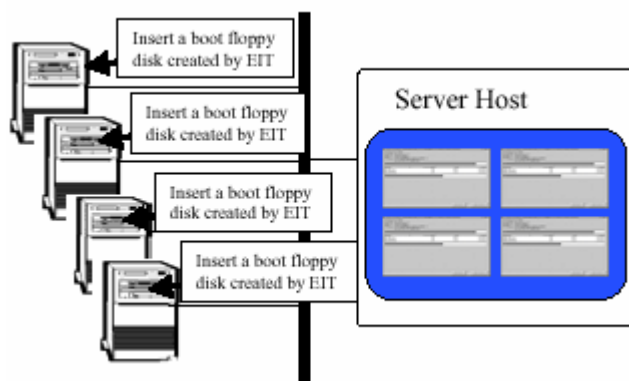 Insert a boot floppy
disk created by EIT
Insert a boot floppy
disk created by EIT
Insert a boot floppy
disk created by EIT
Insert a boot floppy
disk created by EIT
Server Host